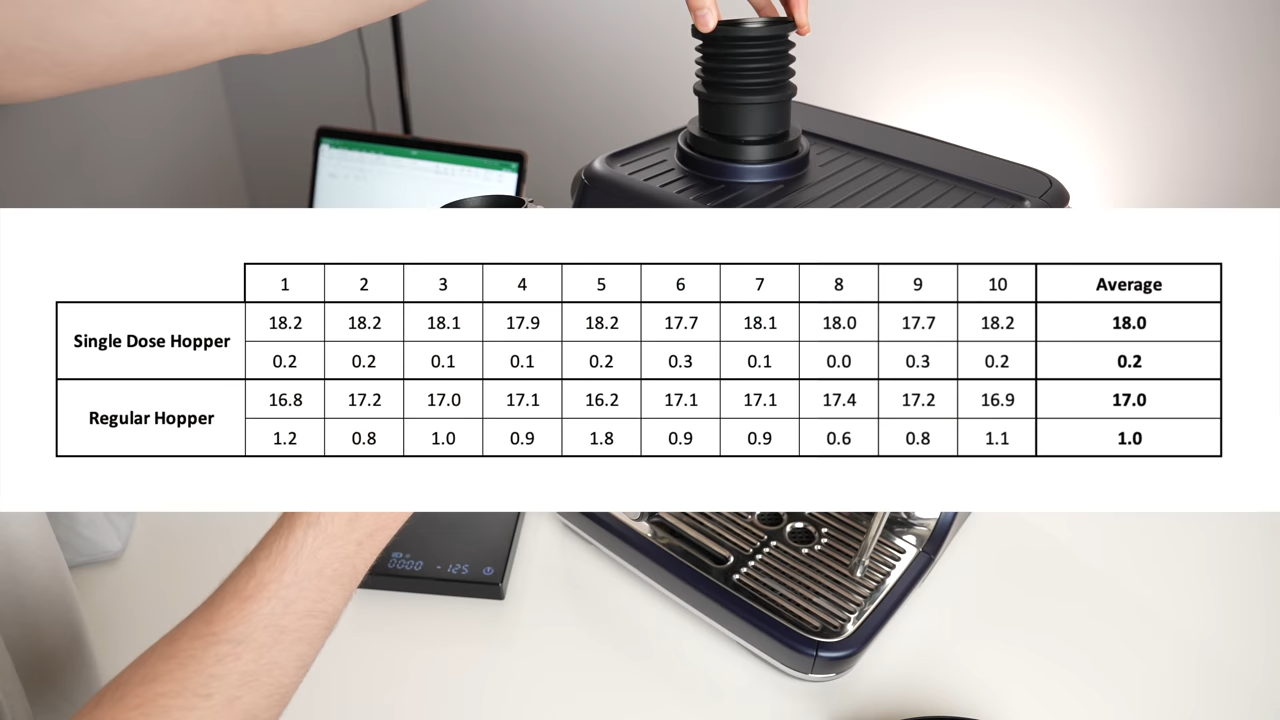 1 2 3 4 5 6 7 8 9 10 Average
Single Dose Hopper
18.2 18.2 18.1 17.9 18.2 17.7 18.1 18.0 17.7 18.2 18.0
0.2 0.2 0.1 0.1 0.2 0.3 0.1 0.0 0.3 0.2 0.2
Regular Hopper
16.8 17.2 17.0 17.1 16.2 17.1 17.1 17.4 17.2 16.9 17.0
1.2 0.8 1.0 0.9 1.8 0.9 0.9 0.6 0.8 1.1 1.0
0000 -125